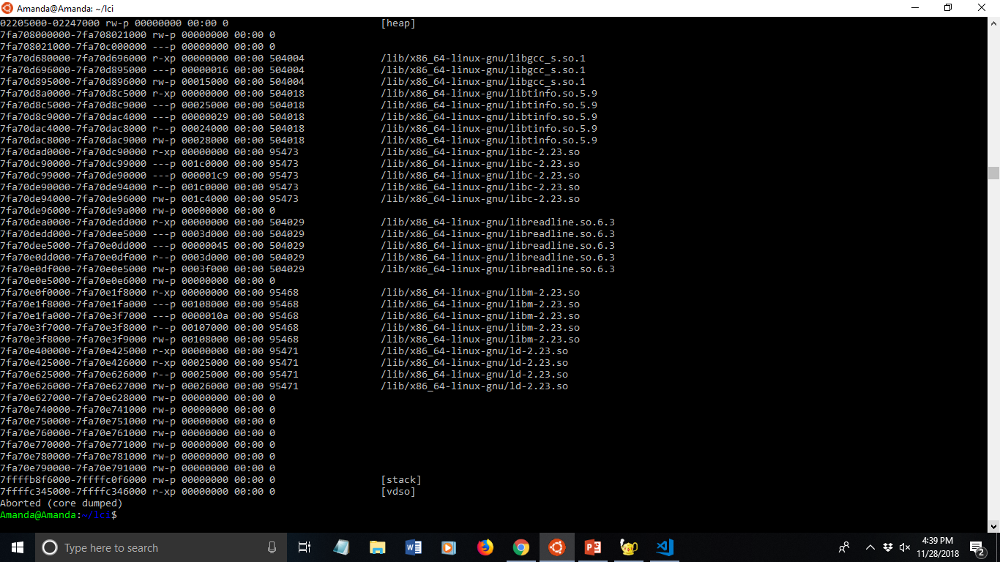 Amanda@Amanda: ~/lci
02205000-02247000 rw-p 00000000 00:00 0 [heap]
7fa708000000-7fa708021000 rw-p 00000000 00:00 0
7fa708021000-7fa70c000000 ---p 00000000 00:00 0
7fa70d680000-7fa70d696000 r-xp 00000000 00:00 504004 /lib/x86_64-linux-gnu/libgcc_s.so.1
7fa70d696000-7fa70d895000 ---p 00000016 00:00 504004 /lib/x86_64-linux-gnu/libgcc_s.so.1
7fa70d895000-7fa70d896000 rw-p 00015000 00:00 504004 /lib/x86_64-linux-gnu/libgcc_s.so.1
7fa70d8a0000-7fa70d8c5000 r-xp 00000000 00:00 504018 /lib/x86_64-linux-gnu/libtinfo.so.5.9
7fa70d8c5000-7fa70d8c9000 ---p 00025000 00:00 504018 /lib/x86_64-linux-gnu/libtinfo.so.5.9
7fa70d8c9000-7fa70dac4000 ---p 00000029 00:00 504018 /lib/x86_64-linux-gnu/libtinfo.so.5.9
7fa70dac4000-7fa70dac8000 r--p 00024000 00:00 504018 /lib/x86_64-linux-gnu/libtinfo.so.5.9
7fa70dac8000-7fa70dac9000 rw-p 00028000 00:00 504018 /lib/x86_64-linux-gnu/libtinfo.so.5.9
7fa70dad0000-7fa70dc90000 r-xp 00000000 00:00 95473 /lib/x86_64-linux-gnu/libc-2.23.so
7fa70dc90000-7fa70dc99000 ---p 001c0000 00:00 95473 /lib/x86_64-linux-gnu/libc-2.23.so
7fa70dc99000-7fa70de90000 ---p 000001c9 00:00 95473 /lib/x86_64-linux-gnu/libc-2.23.so
7fa70de90000-7fa70de94000 r--p 001c0000 00:00 95473 /lib/x86_64-linux-gnu/libc-2.23.so
7fa70de94000-7fa70de96000 rw-p 001c4000 00:00 95473 /lib/x86_64-linux-gnu/libc-2.23.so
7fa70de96000-7fa70de9a000 rw-p 00000000 00:00 0
7fa70dea0000-7fa70dedd000 r-xp 00000000 00:00 504029 /lib/x86_64-linux-gnu/libreadline.so.6.3
7fa70dedd000-7fa70dee5000 ---p 0003d000 00:00 504029 /lib/x86_64-linux-gnu/libreadline.so.6.3
7fa70dee5000-7fa70e0dd000 ---p 00000045 00:00 504029 /lib/x86_64-linux-gnu/libreadline.so.6.3
7fa70e0dd000-7fa70e0df000 r--p 0003d000 00:00 504029 /lib/x86_64-linux-gnu/libreadline.so.6.3
7fa70e0df000-7fa70e0e5000 rw-p 0003f000 00:00 504029 /lib/x86_64-linux-gnu/libreadline.so.6.3
7fa70e0e5000-7fa70e0e6000 rw-p 00000000 00:00 0
7fa70e0f0000-7fa70e1f8000 r-xp 00000000 00:00 95468 /lib/x86_64-linux-gnu/libm-2.23.so
7fa70e1f8000-7fa70e1fa000 ---p 00108000 00:00 95468 /lib/x86_64-linux-gnu/libm-2.23.so
7fa70e1fa000-7fa70e3f7000 ---p 0000010a 00:00 95468 /lib/x86_64-linux-gnu/libm-2.23.so
7fa70e3f7000-7fa70e3f8000 r--p 00107000 00:00 95468 /lib/x86_64-linux-gnu/libm-2.23.so
7fa70e3f8000-7fa70e3f9000 rw-p 00108000 00:00 95468 /lib/x86_64-linux-gnu/libm-2.23.so
7fa70e400000-7fa70e425000 r-xp 00000000 00:00 95471 /lib/x86_64-linux-gnu/ld-2.23.so
7fa70e425000-7fa70e426000 r-xp 00025000 00:00 95471 /lib/x86_64-linux-gnu/ld-2.23.so
7fa70e625000-7fa70e626000 r--p 00025000 00:00 95471 /lib/x86_64-linux-gnu/ld-2.23.so
7fa70e626000-7fa70e627000 rw-p 00026000 00:00 95471 /lib/x86_64-linux-gnu/ld-2.23.so
7fa70e627000-7fa70e628000 rw-p 00000000 00:00 0
7fa70e740000-7fa70e741000 rw-p 00000000 00:00 0
7fa70e750000-7fa70e751000 rw-p 00000000 00:00 0
7fa70e760000-7fa70e761000 rw-p 00000000 00:00 0
7fa70e770000-7fa70e771000 rw-p 00000000 00:00 0
7fa70e780000-7fa70e781000 rw-p 00000000 00:00 0
7fa70e790000-7fa70e791000 rw-p 00000000 00:00 0
7ffffb8f6000-7ffffc0f6000 rw-p 00000000 00:00 0 [stack]
7ffffc345000-7ffffc346000 r-xp 00000000 00:00 0 [vdso]
Aborted (core dumped)
Amanda@Amanda:~/lci$
Type here to search
4:39 PM
11/28/2018
2